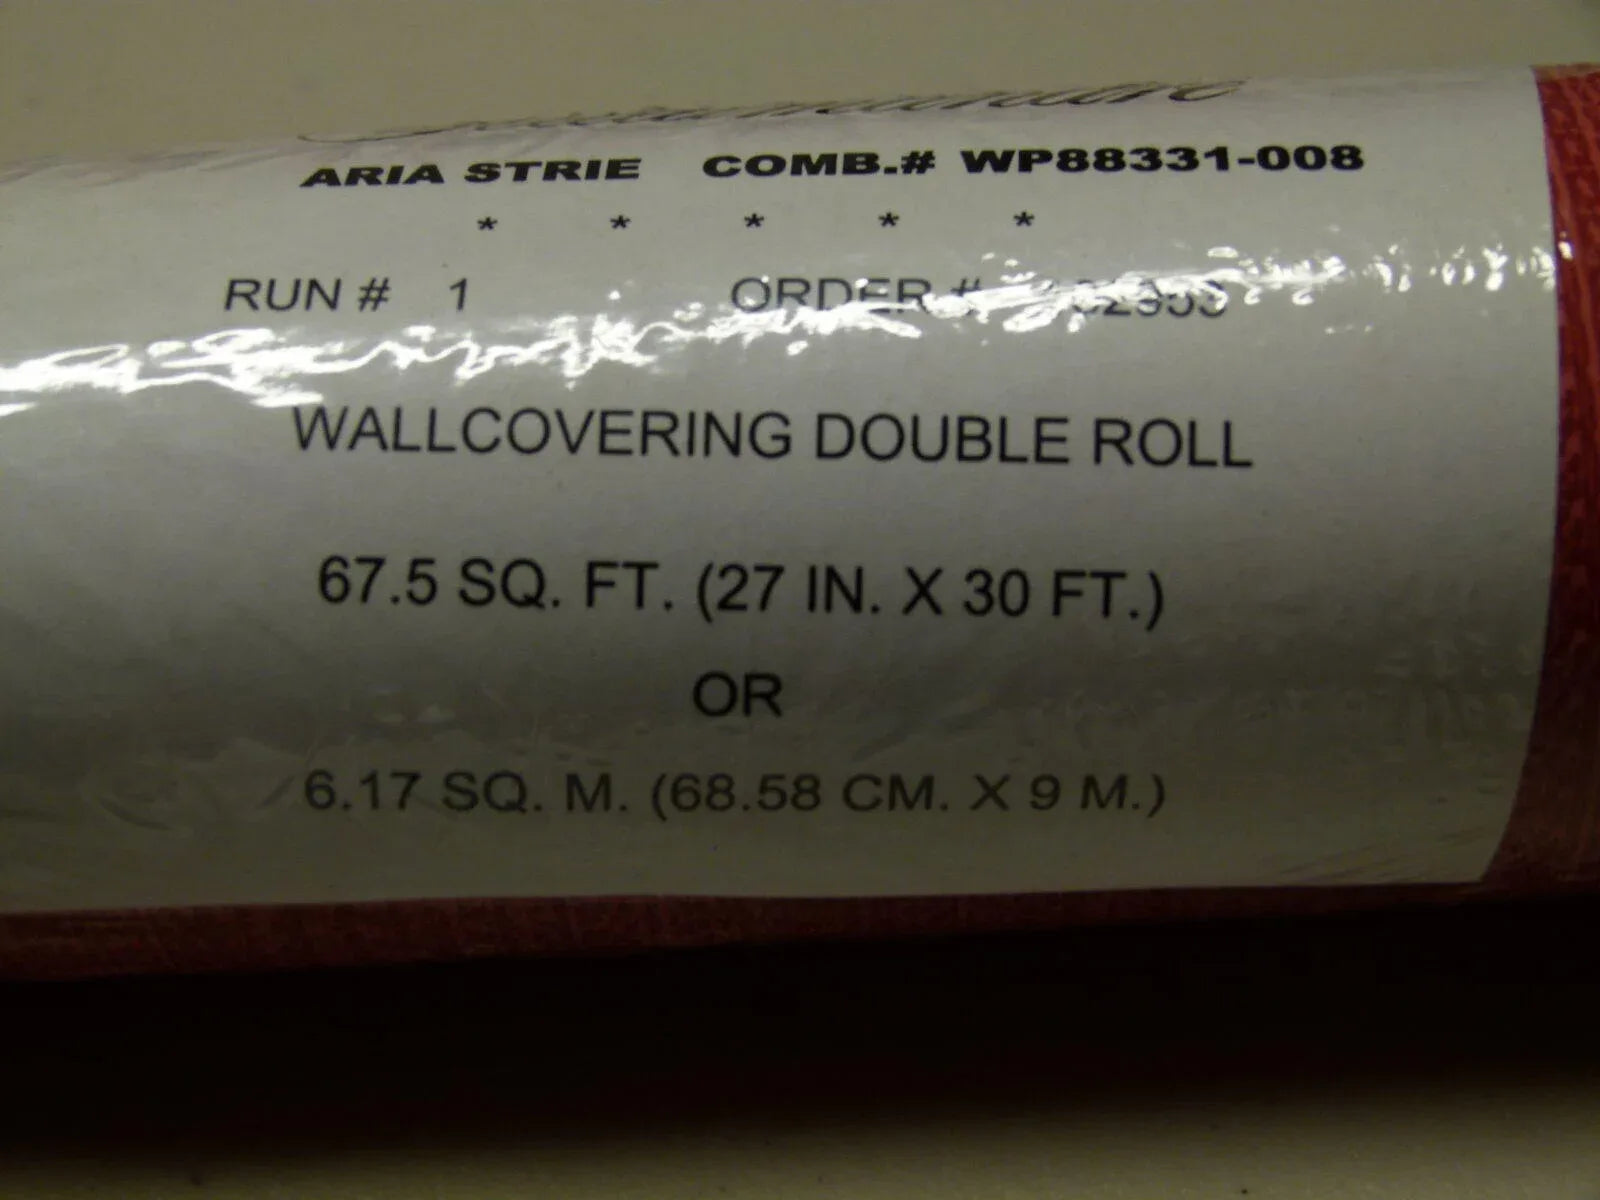 ARIA STRIE COMB.# WP88331-008
* * * * *
RUN # 1 ORDER #
WALLCOVERING DOUBLE ROLL
67.5 SQ. FT. (27 IN. X 30 FT.)
OR
6.17 SQ. M. (68.58 CM. X 9 M.)